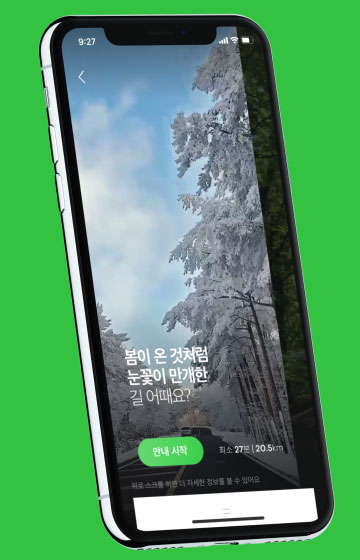 9:27
봄이 온 것처럼
눈꽃이 만개한
길 어때요?
안내 시작
최소 27분 | 20.5km
위로 스크롤 하면 더 자세한 정보를 볼 수 있어요